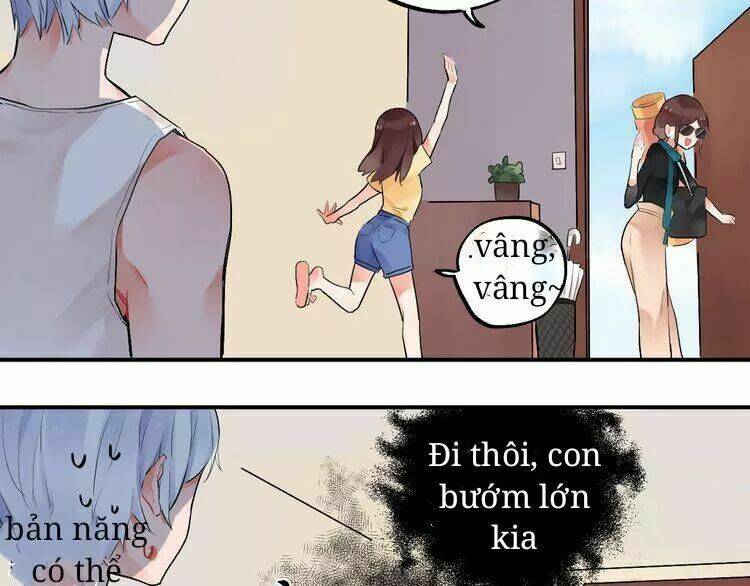 vâng,
vâng~
Đi thôi, con
bướm lớn
kia
bản năng
có thể